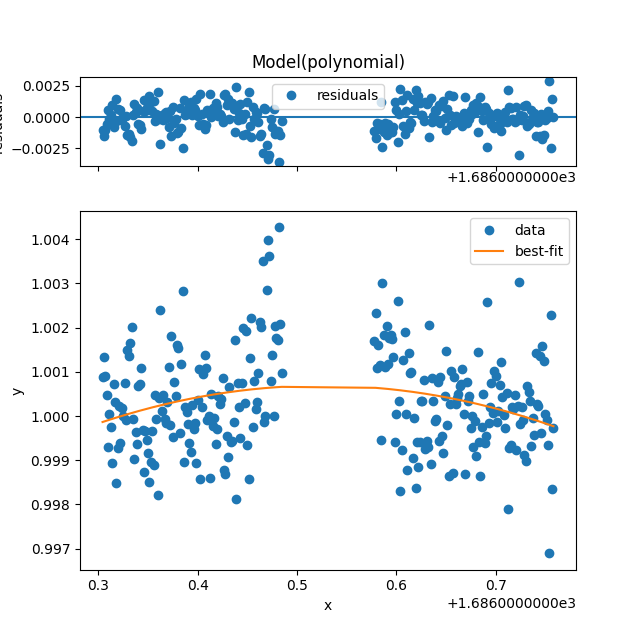 Model(polynomial)
0.0025
0.0000
−0.0025
residuals
residuals
+1.6860000000e3
1.004
1.003
1.002
1.001
1.000
0.999
0.998
0.997
y
data
best-fit
0.3
0.4
0.5
0.6
0.7
x
+1.6860000000e3